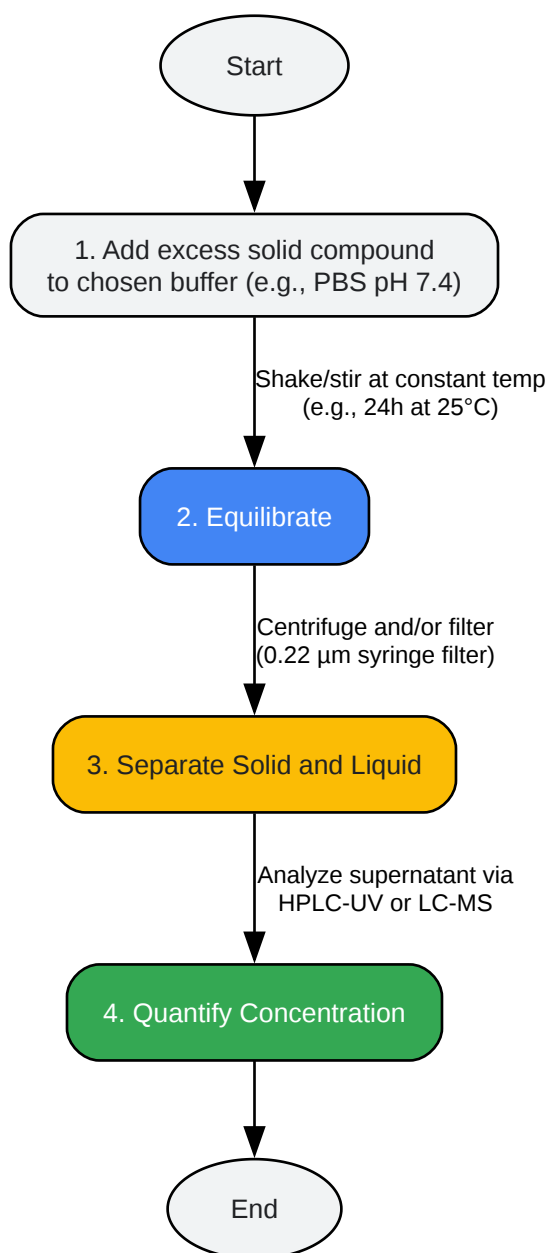 Start
1. Add excess solid compound
to chosen buffer (e.g., PBS pH 7.4)
Shake/stir at constant temp
(e.g., 24h at 25°C)
2. Equilibrate
Centrifuge and/or filter
(0.22 µm syringe filter)
3. Separate Solid and Liquid
Analyze supernatant via
HPLC-UV or LC-MS
4. Quantify Concentration
End